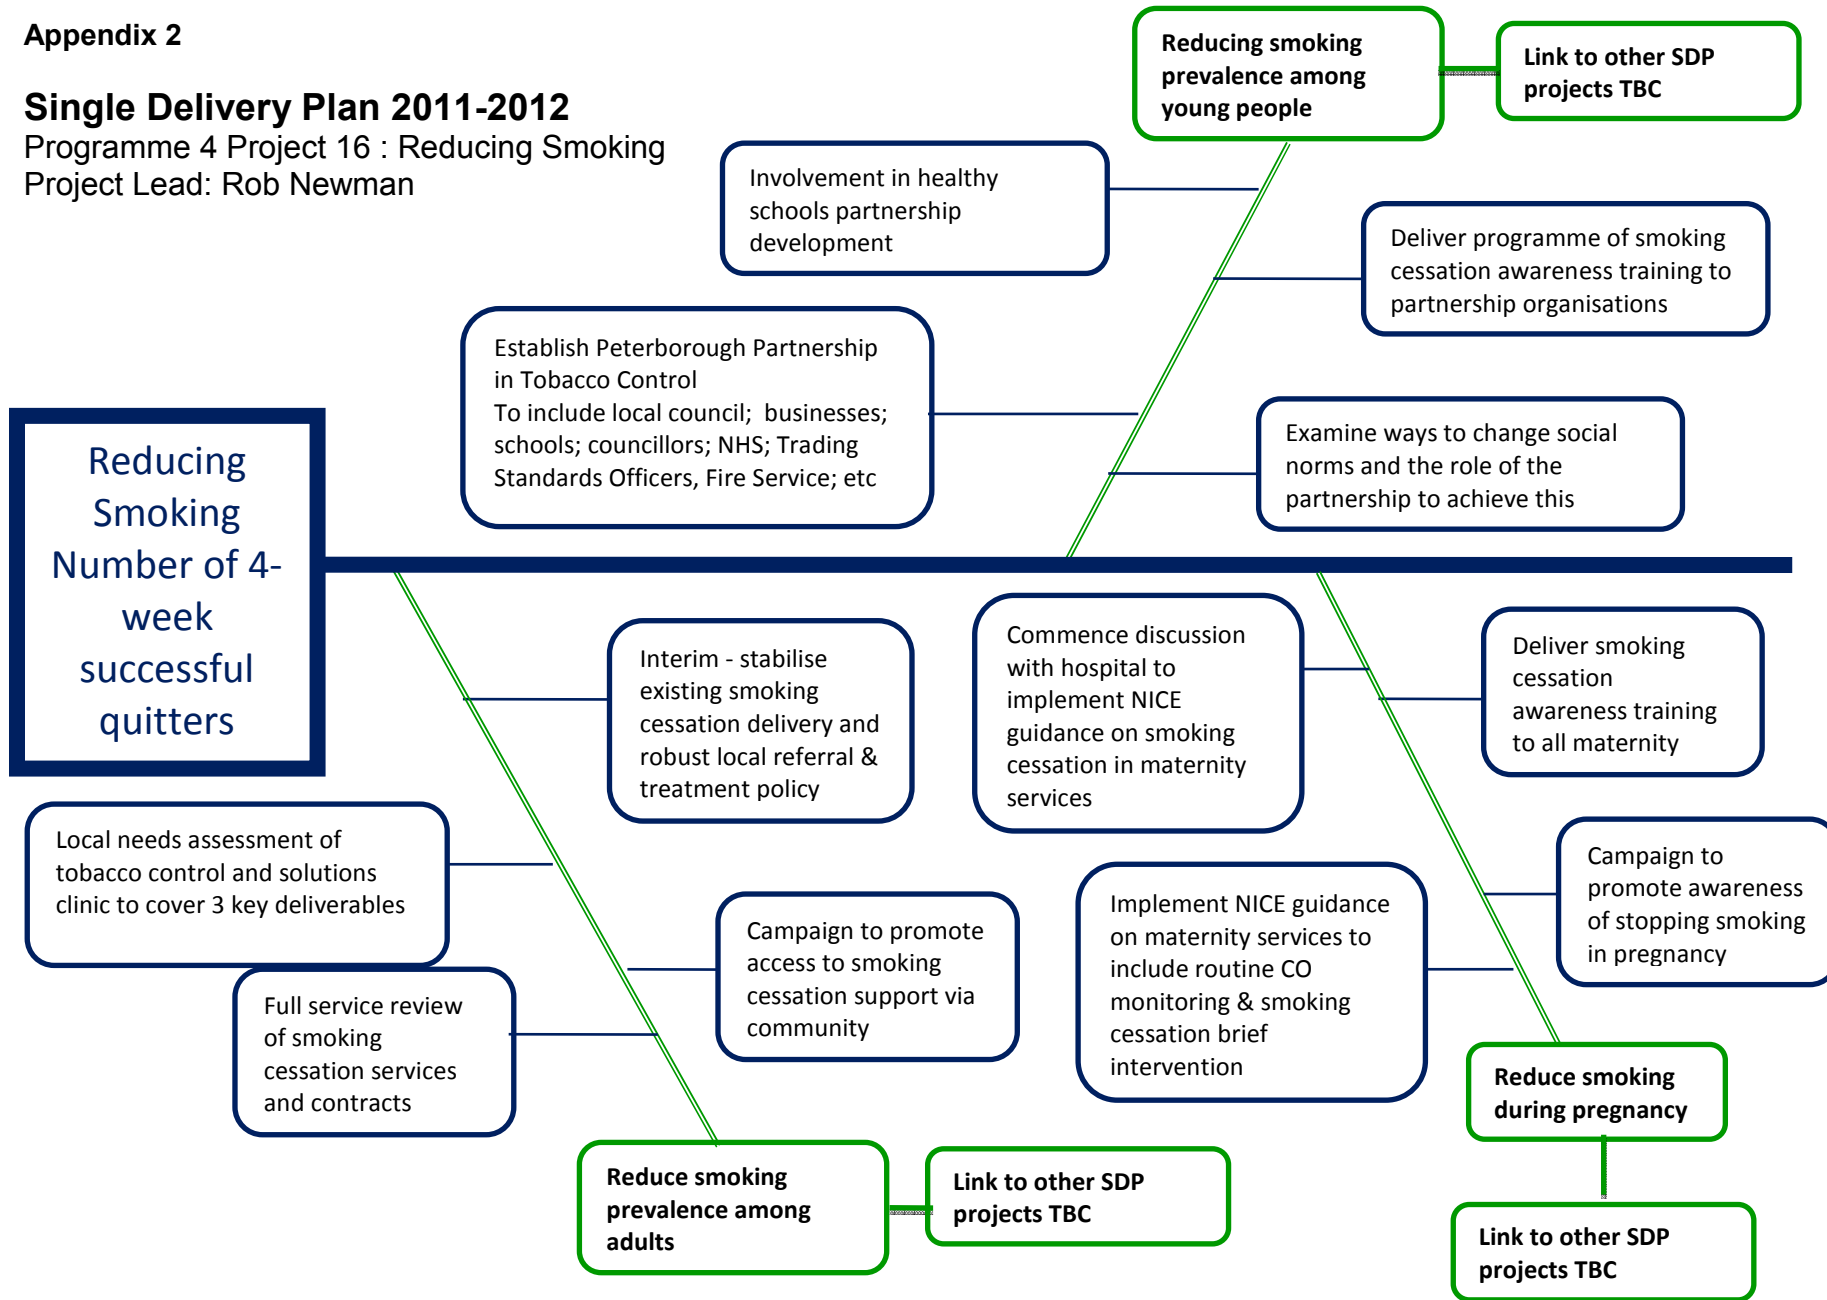 Appendix 2
Single Delivery Plan 2011-2012
Programme 4 Project 16 : Reducing Smoking
Project Lead: Rob Newman
Reducing smoking
prevalence among
young people
Link to other SDP
projects TBC
Involvement in healthy
schools partnership
development
Deliver programme of smoking
cessation awareness training to
partnership organisations
Establish Peterborough Partnership
in Tobacco Control
To include local council;  businesses;
schools; councillors; NHS; Trading
Standards Officers, Fire Service; etc
Examine ways to change social
norms and the role of the
partnership to achieve this
Reducing
Smoking
Number of 4-
week
successful
quitters
Interim - stabilise
existing smoking
cessation delivery and
robust local referral &
treatment policy
Commence discussion
with hospital to
implement NICE
guidance on smoking
cessation in maternity
services
Deliver smoking
cessation
awareness training
to all maternity
Local needs assessment of
tobacco control and solutions
clinic to cover 3 key deliverables
Campaign to promote
access to smoking
cessation support via
community
Implement NICE guidance
on maternity services to
include routine CO
monitoring & smoking
cessation brief
intervention
Campaign to
promote awareness
of stopping smoking
in pregnancy
Full service review
of smoking
cessation services
and contracts
Reduce smoking
during pregnancy
Reduce smoking
prevalence among
adults
Link to other SDP
projects TBC
Link to other SDP
projects TBC